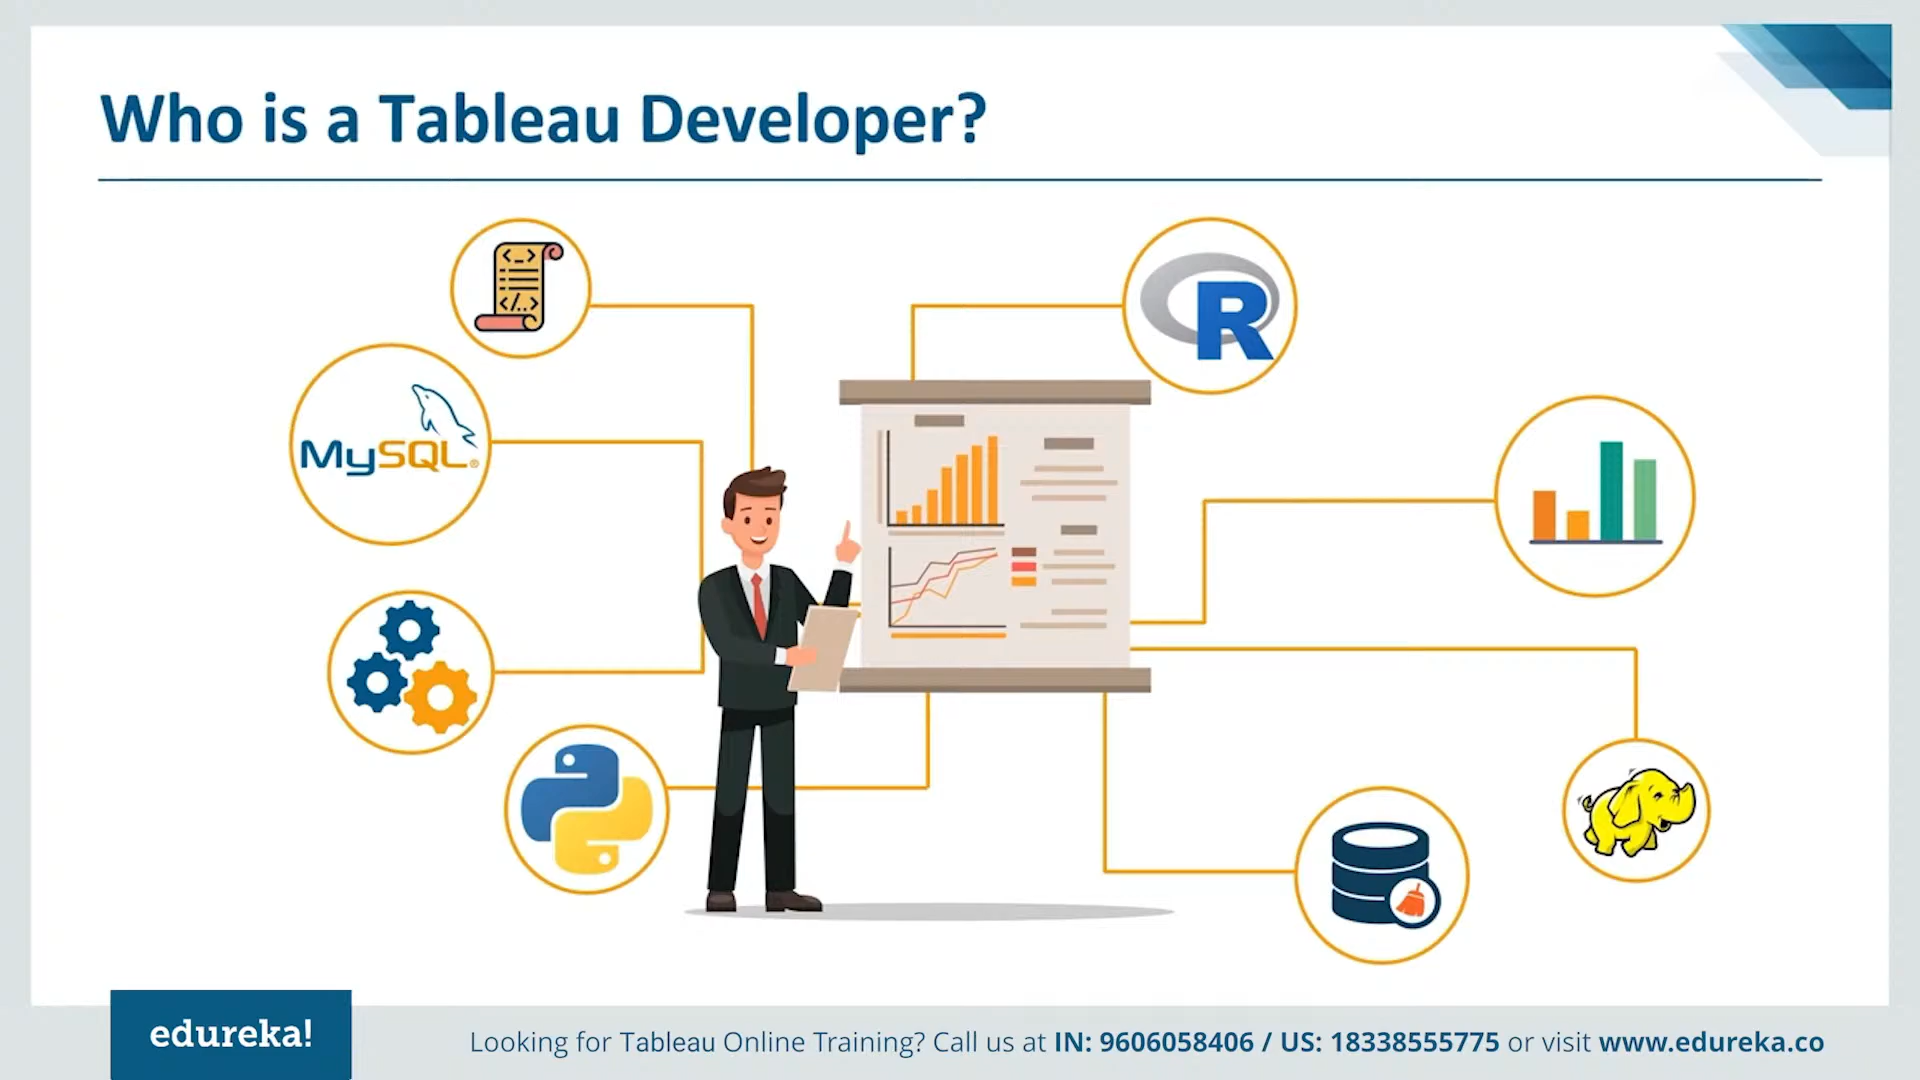 Who is a Tableau Developer?
<_>
</..>
R
MySQL®
edureka!
Looking for Tableau Online Training? Call us at IN: 9606058406 / US: 18338555775 or visit www.edureka.co